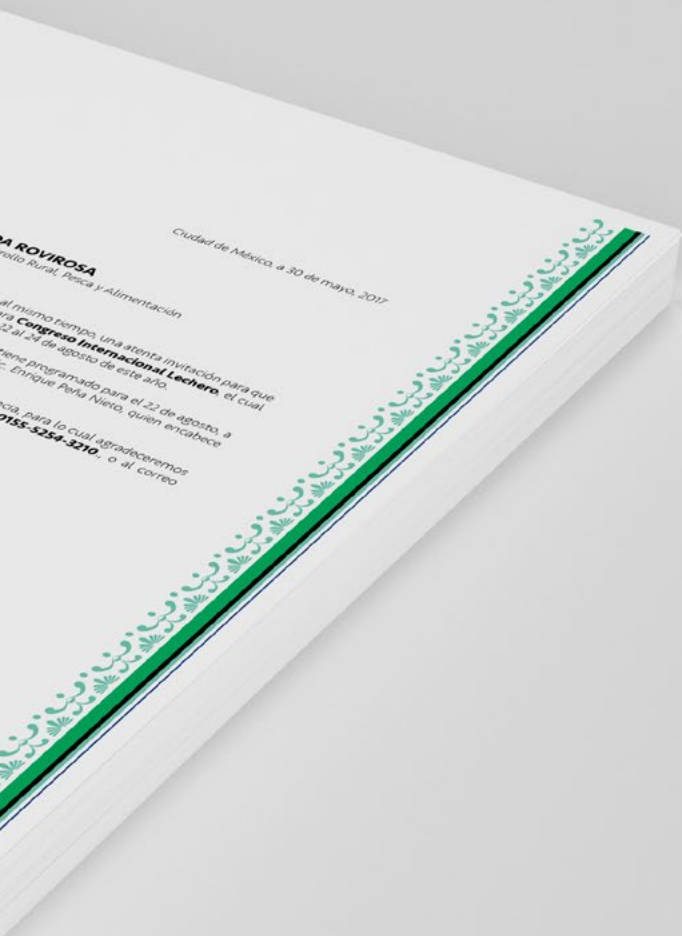 Ciudad de México, a 30 de mayo, 2017
DA ROVIROSA
rollo Rural, Pesca y Alimentación
al mismo tiempo, una atenta invitación para que
ara Congreso Internacional Lechero, el cual
22 al 24 de agosto de este año.
tiene programado para el 22 de agosto, a
c. Enrique Peña Nieto, quien encabece
ncia, para lo cual agradeceremos
0155-5254-3210., o al correo